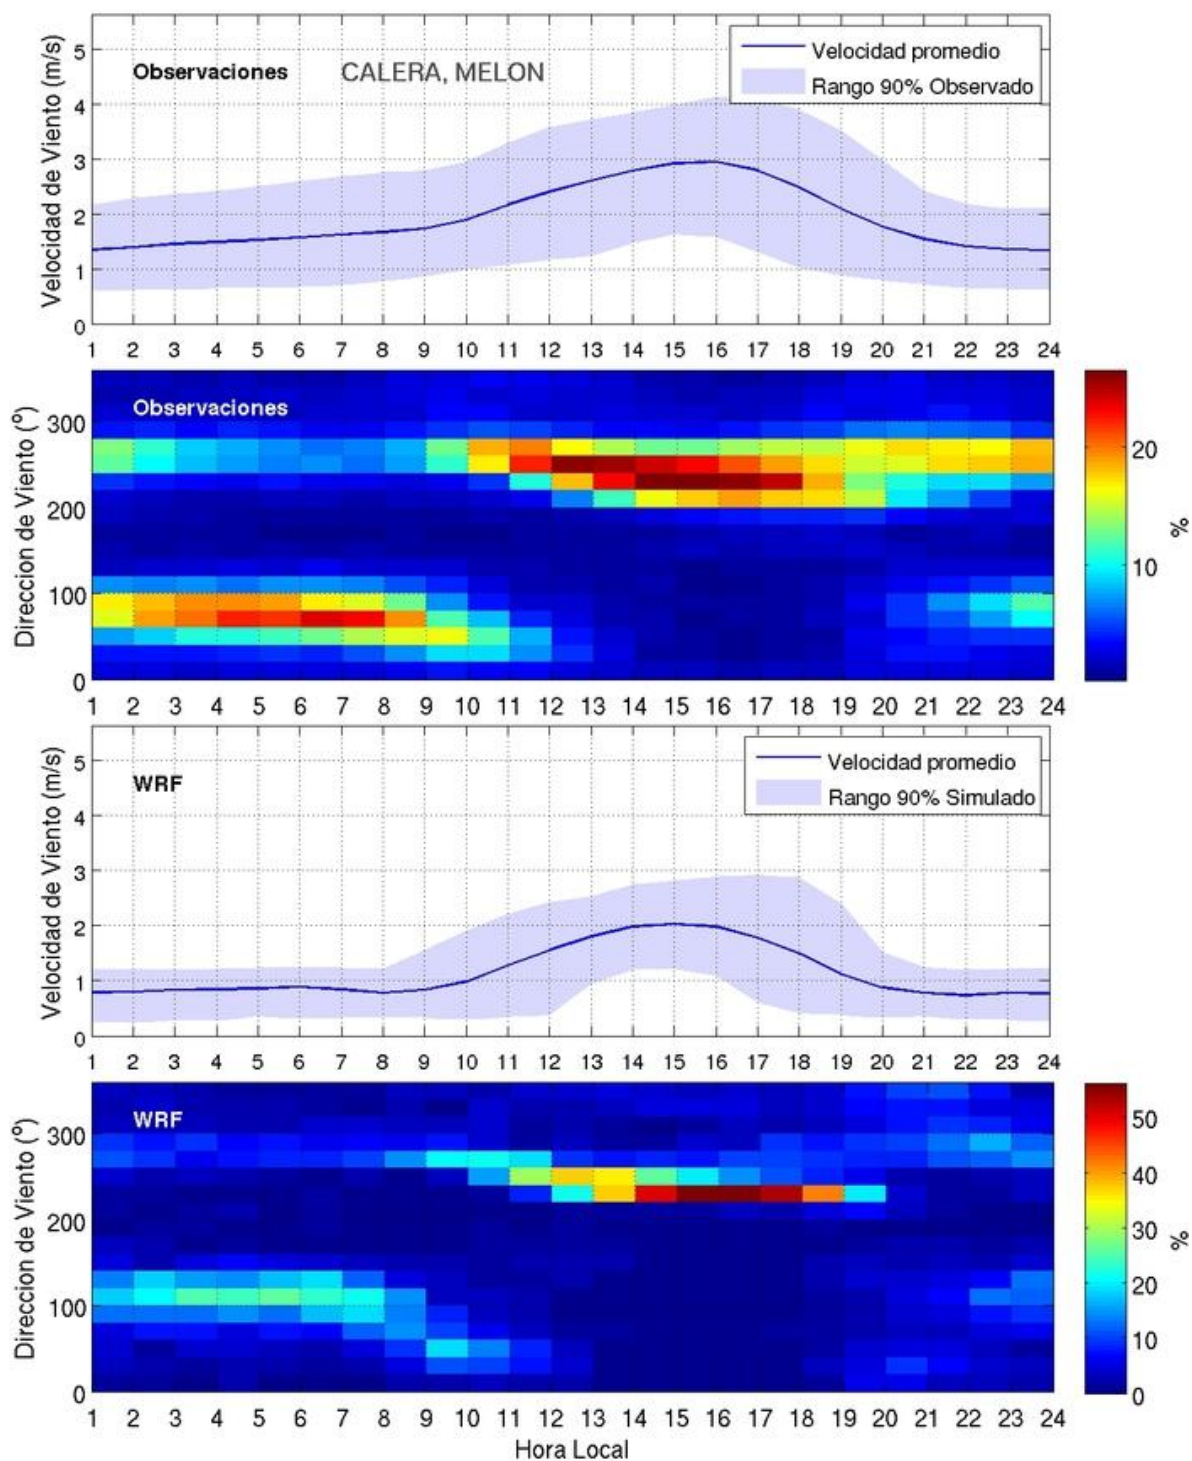 Velocidad de Viento (m/s)
5
4
3
2
1
0
Observaciones CALERA, MELON
Velocidad promedio
Rango 90% Observado
1 2 3 4 5 6 7 8 9 10 11 12 13 14 15 16 17 18 19 20 21 22 23 24
Direccion de Viento (º)
300
200
100
0
Observaciones
20
10
%
1 2 3 4 5 6 7 8 9 10 11 12 13 14 15 16 17 18 19 20 21 22 23 24
Velocidad de Viento (m/s)
5
4
3
2
1
0
WRF
Velocidad promedio
Rango 90% Simulado
1 2 3 4 5 6 7 8 9 10 11 12 13 14 15 16 17 18 19 20 21 22 23 24
Direccion de Viento (º)
300
200
100
0
WRF
50
40
30
20
10
0
%
1 2 3 4 5 6 7 8 9 10 11 12 13 14 15 16 17 18 19 20 21 22 23 24
Hora Local